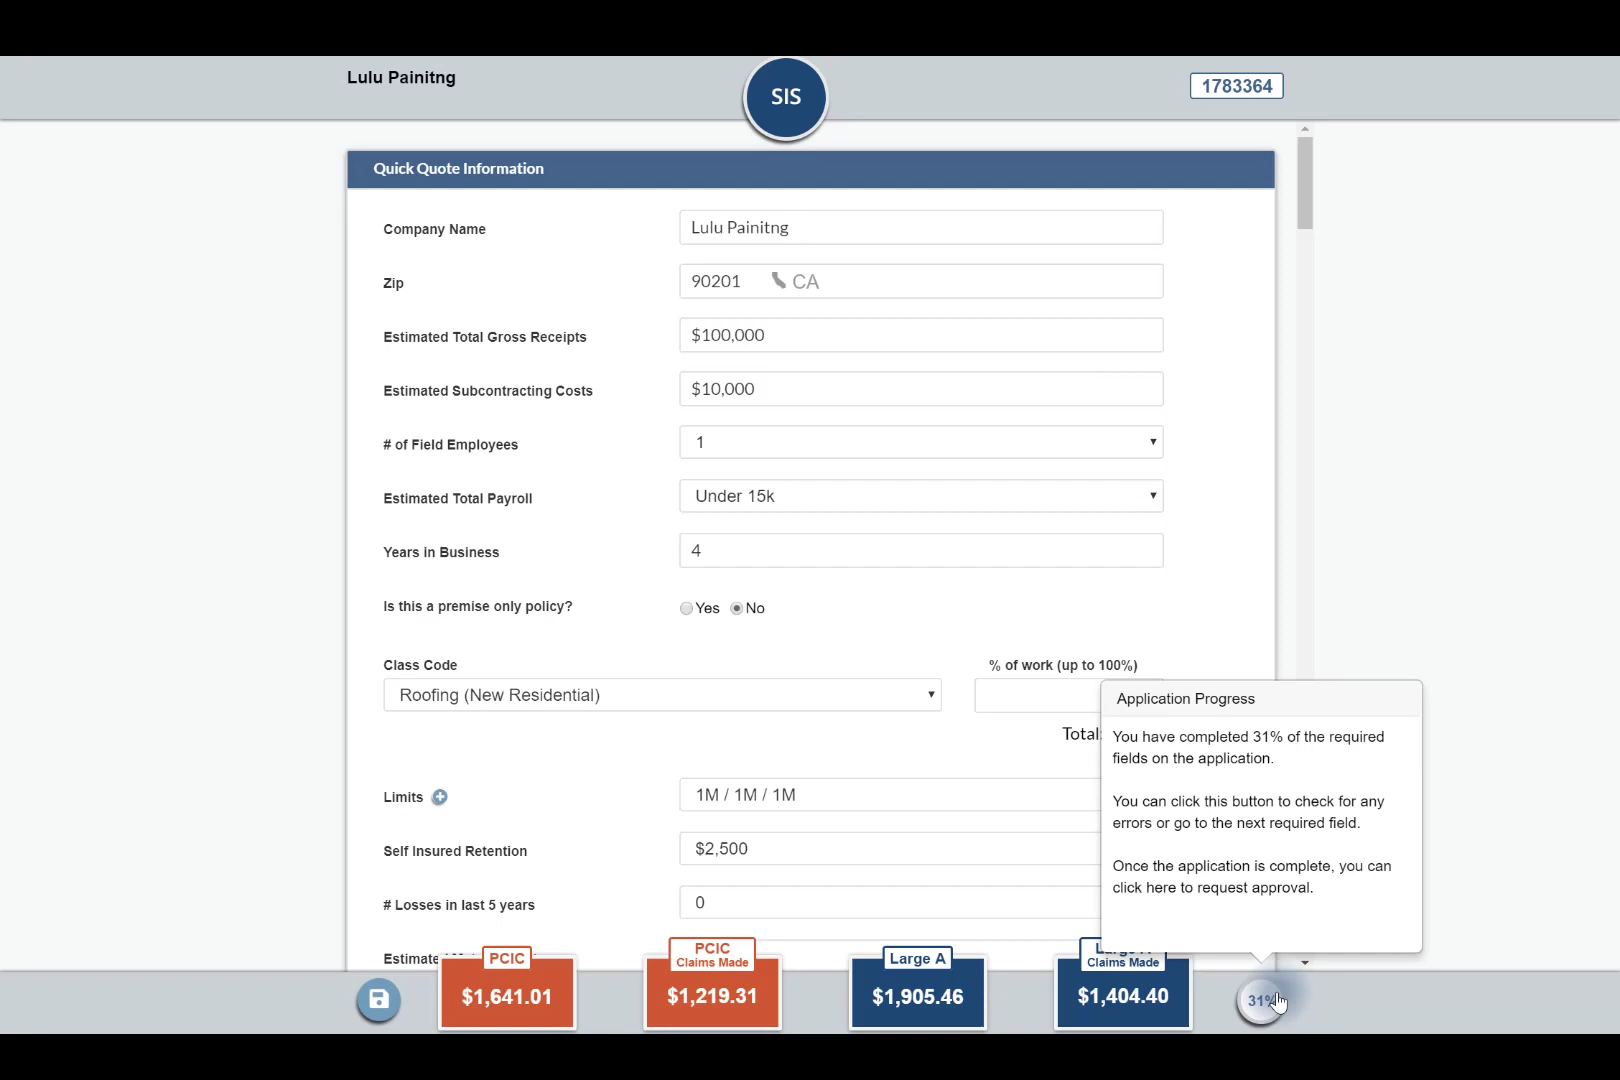 Lulu Painitng
SIS
1783364
Quick Quote Information
Company Name
Lulu Painitng
Zip
90201 CA
Estimated Total Gross Receipts
$100,000
Estimated Subcontracting Costs
$10,000
# of Field Employees
1
Estimated Total Payroll
Under 15k
Years in Business
4
Is this a premise only policy?
Yes No
Class Code
% of work (up to 100%)
Roofing (New Residential)
Total:
Application Progress
You have completed 31% of the required
fields on the application.
You can click this button to check for any
errors or go to the next required field.
Once the application is complete, you can
click here to request approval.
Limits
1M / 1M / 1M
Self Insured Retention
$2,500
# Losses in last 5 years
0
PCIC
$1,641.01
PCIC
Claims Made
$1,219.31
Large A
$1,905.46
Claims Made
$1,404.40
31%